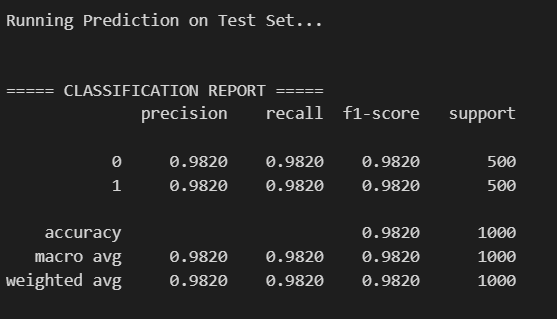 Running Prediction on Test Set...
===== CLASSIFICATION REPORT =====
precision recall f1-score support
0 0.9820 0.9820 0.9820 500
1 0.9820 0.9820 0.9820 500
accuracy 0.9820 1000
macro avg 0.9820 0.9820 0.9820 1000
weighted avg 0.9820 0.9820 0.9820 1000